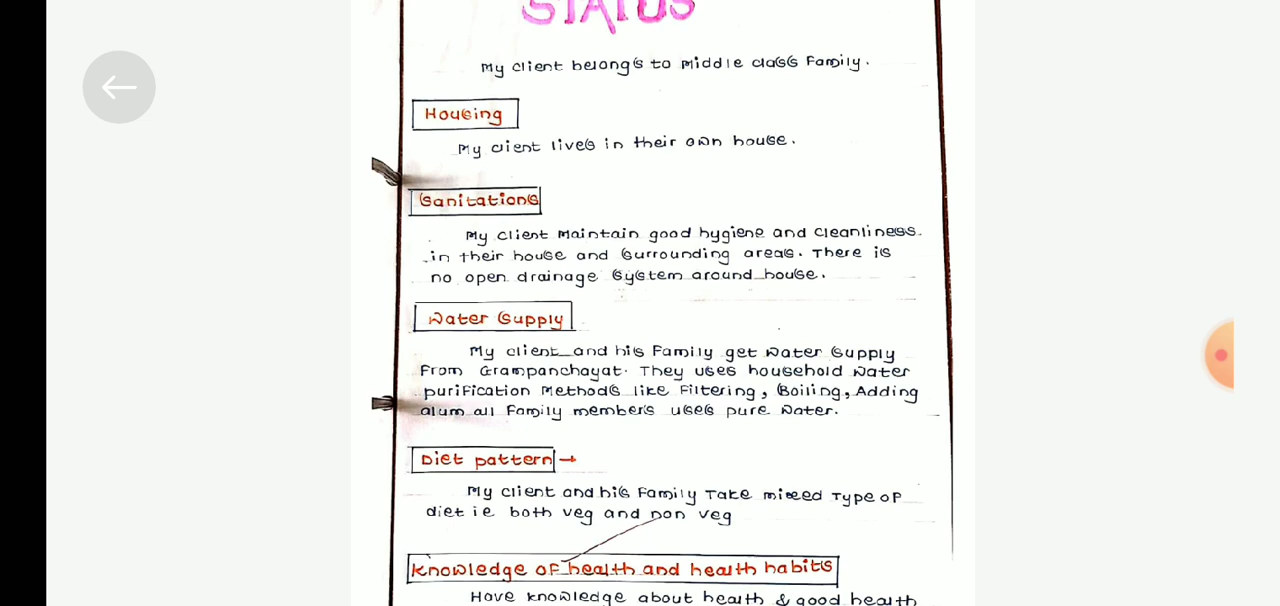 STATUS
My client belongs to middle class Family.
Housing
My client lives in their own house.
Sanitations
My client Maintain good hygiene and cleanliness.
in their house and surrounding areas. There is
no open drainage system around house.
Water Supply
My client and his Family get water supply
From Grampanchayat. They uses household water
purification Methods like Filtering, Boiling, Adding
alum all Family members uses pure water.
Diet pattern →
My client and his Family Take mixed Type of
diet i e both veg and non veg
Knowledge of health and health habits
Have knowledge about health & good health